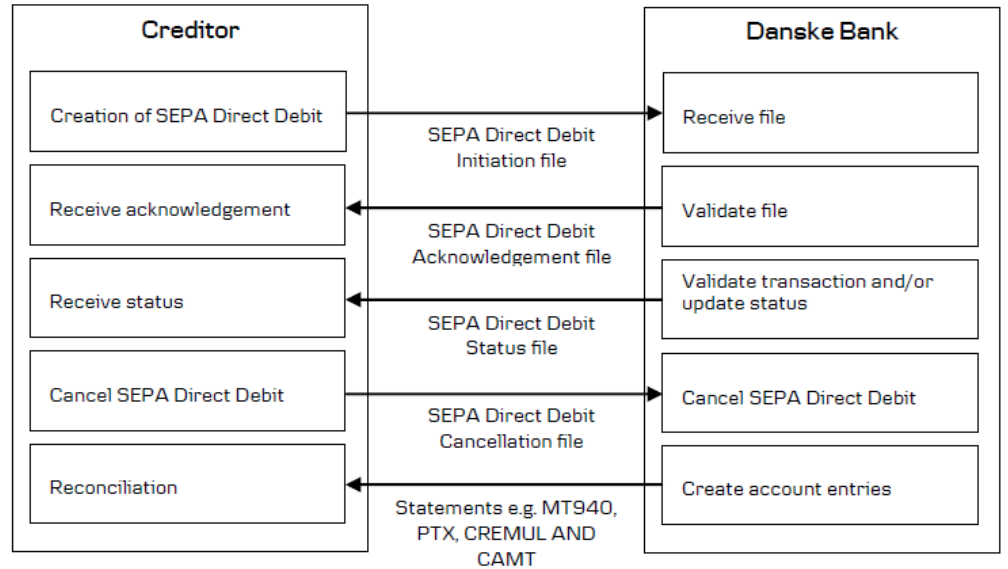 Creditor
Danske Bank
Creation of SEPA Direct Debit
SEPA Direct Debit
Initiation file
Receive file
Receive acknowledgement
SEPA Direct Debit
Acknowledgement file
Validate file
Receive status
SEPA Direct Debit
Status file
Validate transaction and/or
update status
Cancel SEPA Direct Debit
SEPA Direct Debit
Cancellation file
Cancel SEPA Direct Debit
Reconciliation
Statements e.g. MT940,
PTX, CREMUL AND
CAMT
Create account entries